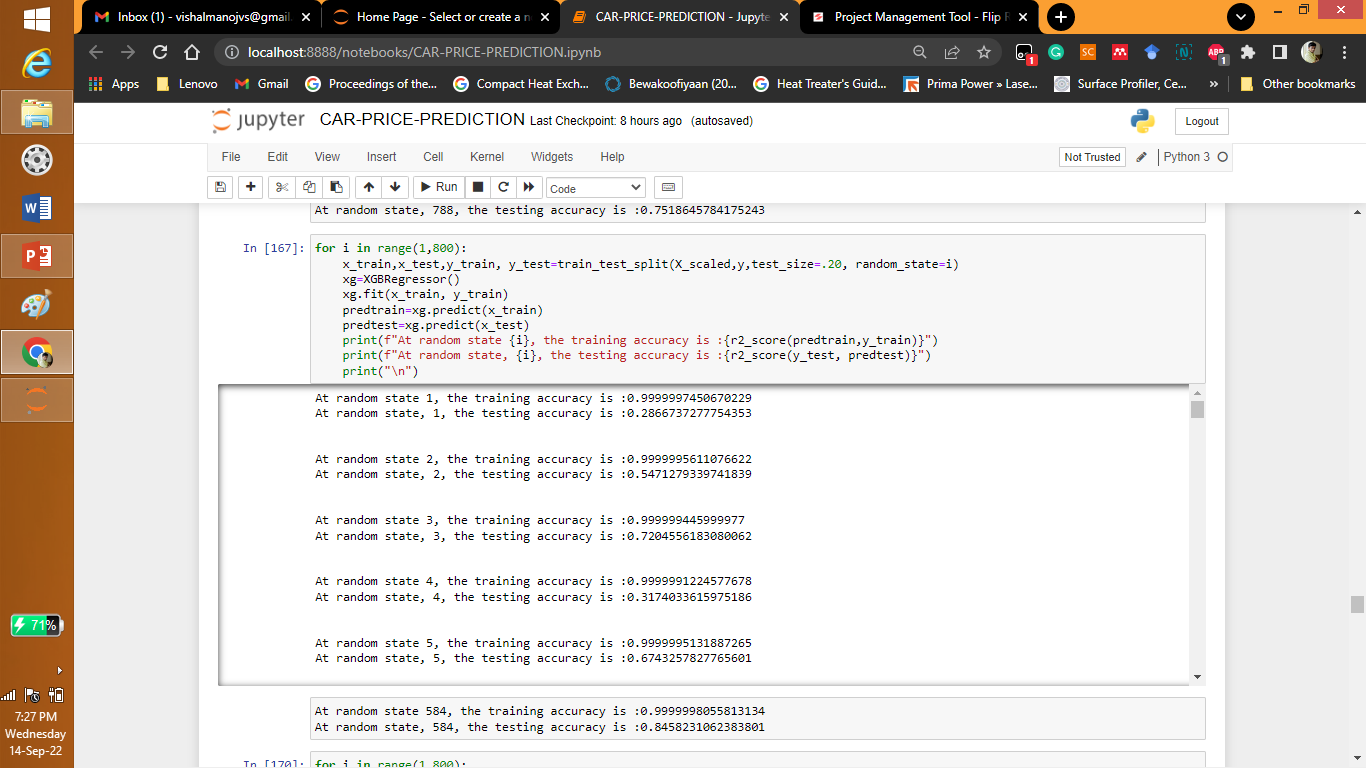 Inbox (1) - vishalmanojvs@gmail.
Home Page - Select or create a n
CAR-PRICE-PREDICTION - Jupyte
Project Management Tool - Flip R
localhost:8888/notebooks/CAR-PRICE-PREDICTION.ipynb
1
SC
ABP
1
Apps
Lenovo
Gmail
Proceedings of the...
Compact Heat Exch...
Bewakoofiyaan (20...
Heat Treater's Guid...
Prima Power » Lase...
Surface Profiler, Ce...
»
Other bookmarks
jupyter CAR-PRICE-PREDICTION Last Checkpoint: 8 hours ago (autosaved)
Logout
File Edit View Insert Cell Kernel Widgets Help
Not Trusted
Python 3
Run
Code
At random state, 788, the testing accuracy is :0.7518645784175243
In [167]: for i in range(1,800):
x_train,x_test,y_train, y_test=train_test_split(X_scaled,y,test_size=.20, random_state=i)
xg=XGBRegressor()
xg.fit(x_train, y_train)
predtrain=xg.predict(x_train)
predtest=xg.predict(x_test)
print(f"At random state {i}, the training accuracy is :{r2_score(predtrain,y_train)}")
print(f"At random state, {i}, the testing accuracy is :{r2_score(y_test, predtest)}")
print("\n")
At random state 1, the training accuracy is :0.9999997450670229
At random state, 1, the testing accuracy is :0.2866737277754353
At random state 2, the training accuracy is :0.9999995611076622
At random state, 2, the testing accuracy is :0.5471279339741839
At random state 3, the training accuracy is :0.999999445999977
At random state, 3, the testing accuracy is :0.7204556183080062
At random state 4, the training accuracy is :0.9999991224577678
At random state, 4, the testing accuracy is :0.3174033615975186
At random state 5, the training accuracy is :0.9999995131887265
At random state, 5, the testing accuracy is :0.6743257827765601
At random state 584, the training accuracy is :0.9999998055813134
At random state, 584, the testing accuracy is :0.8458231062383801
In [170]: for i in range(1,800):
71%
7:27 PM
Wednesday
14-Sep-22